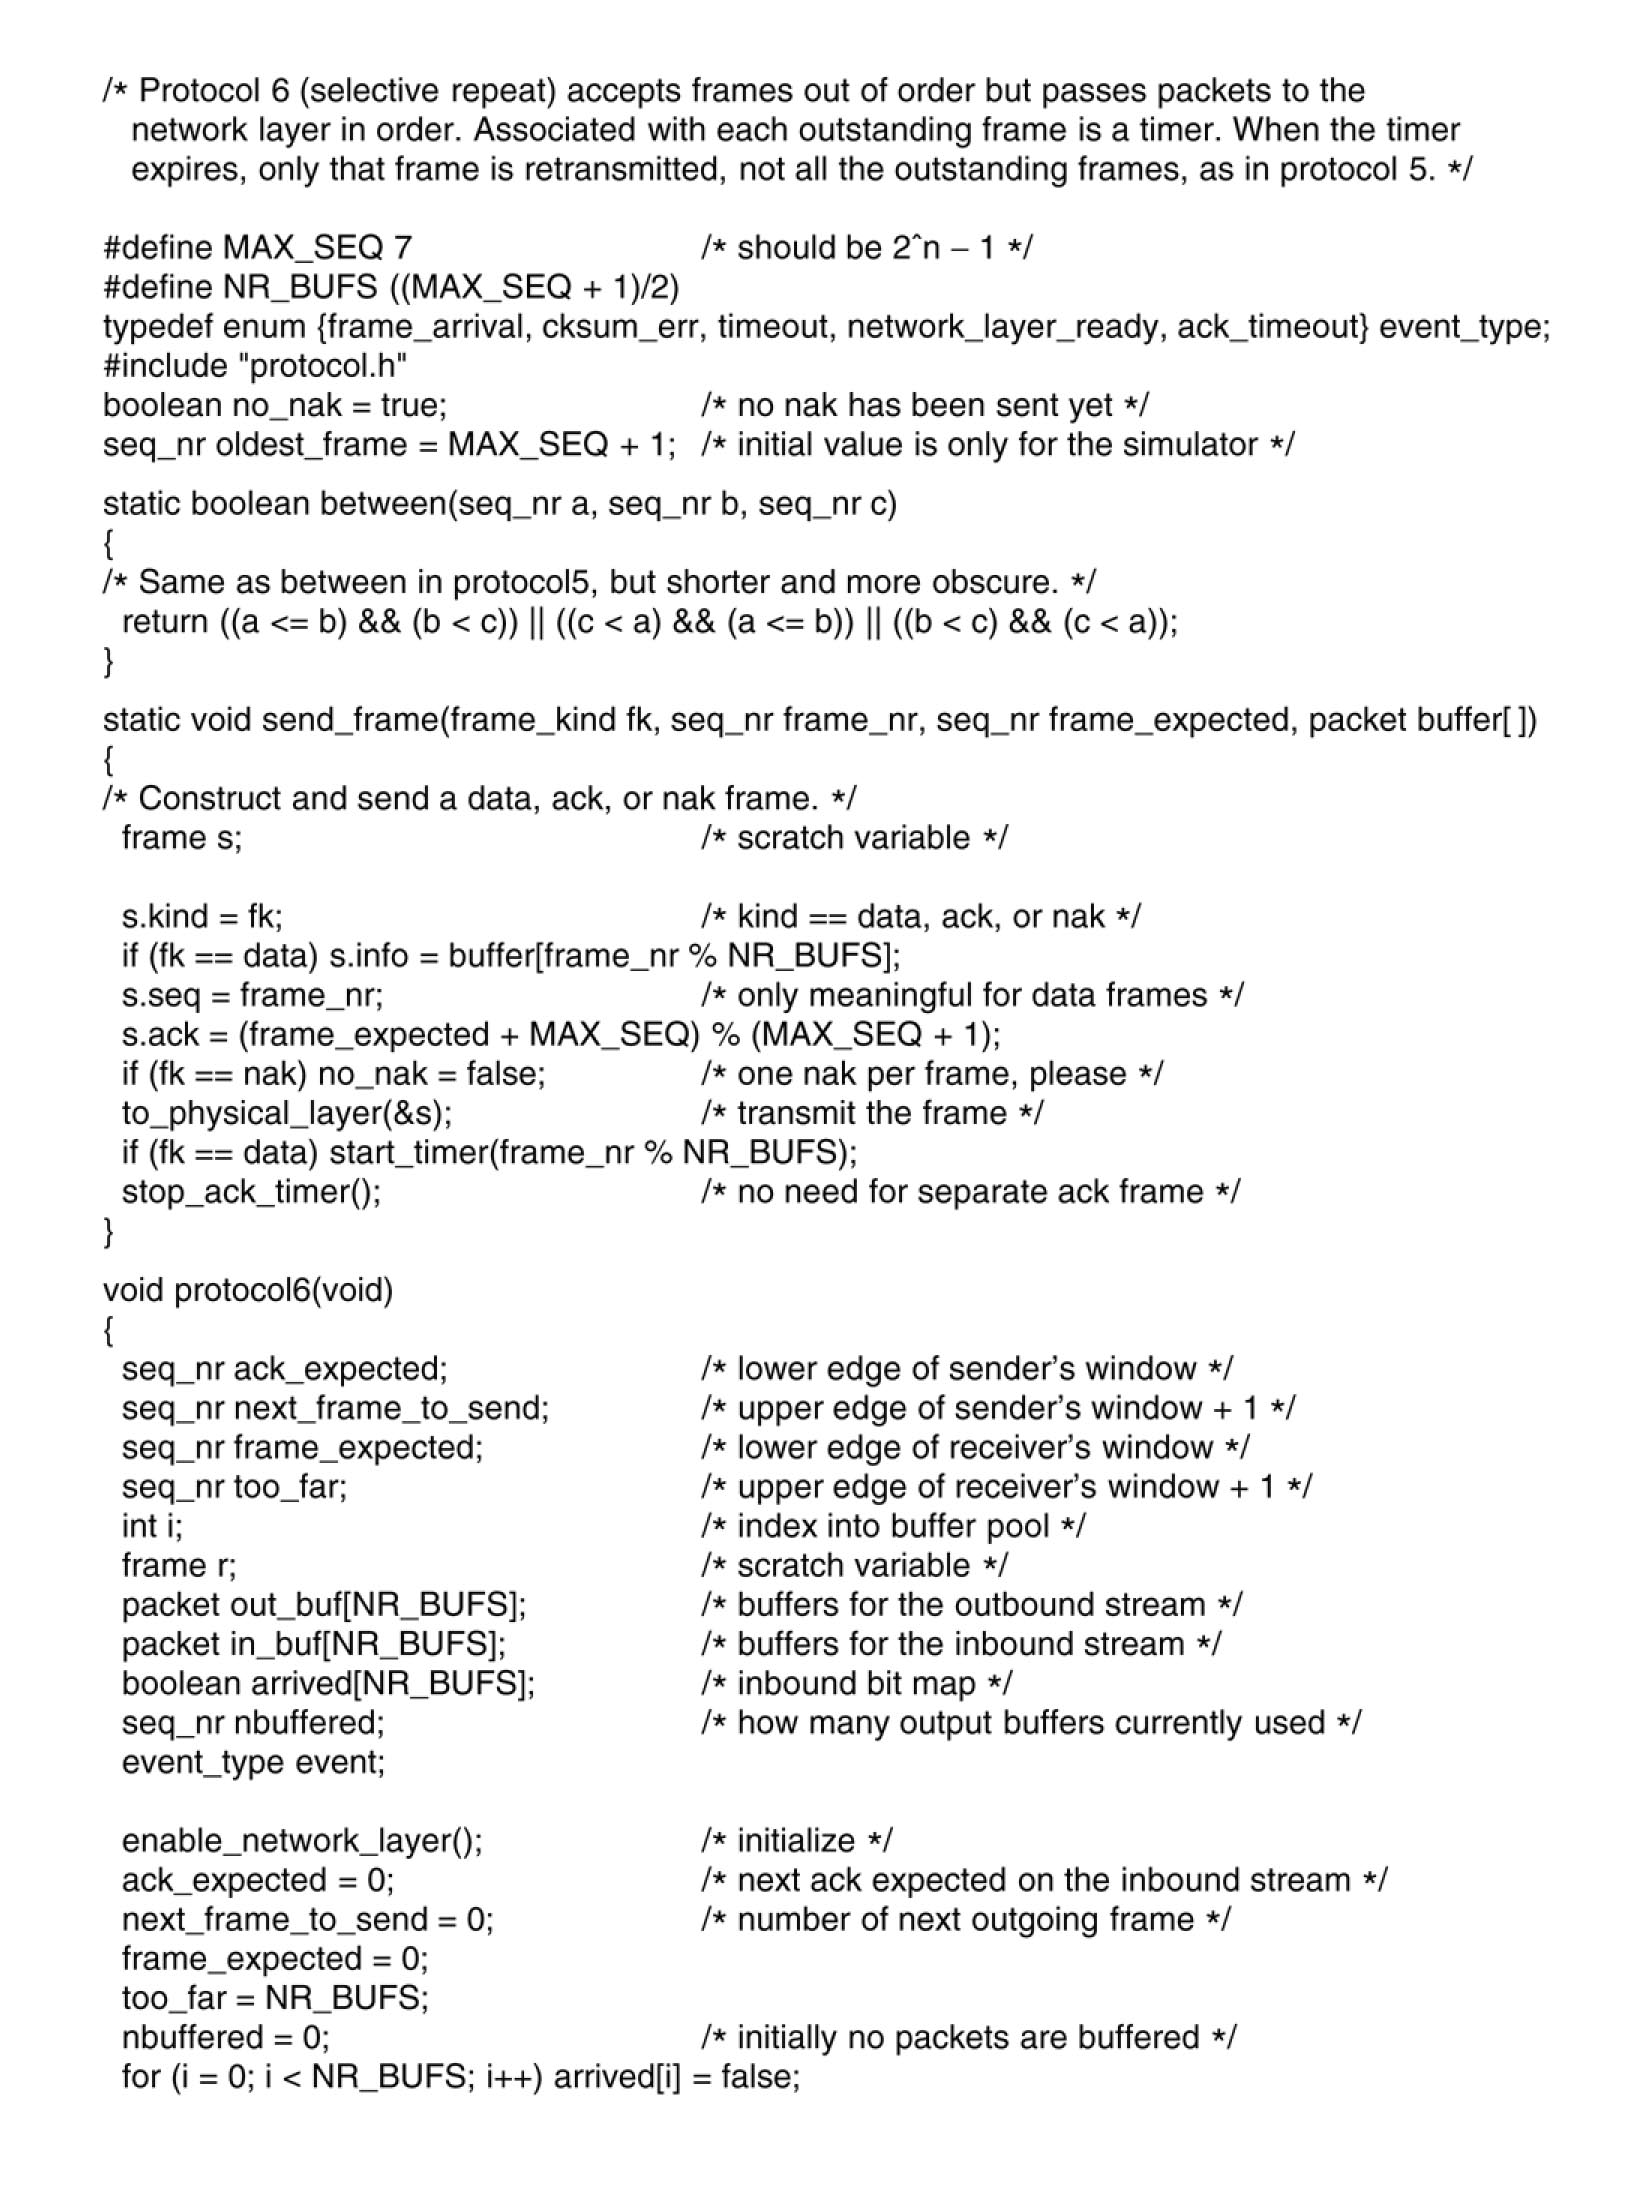 /* Protocol 6 (selective repeat) accepts frames out of order but passes packets to the
network layer in order. Associated with each outstanding frame is a timer. When the timer
expires, only that frame is retransmitted, not all the outstanding frames, as in protocol 5. */
#define MAX_SEQ 7 /* should be 2^n − 1 */
#define NR_BUFS ((MAX_SEQ + 1)/2)
typedef enum {frame_arrival, cksum_err, timeout, network_layer_ready, ack_timeout} event_type;
#include "protocol.h"
boolean no_nak = true; /* no nak has been sent yet */
seq_nr oldest_frame = MAX_SEQ + 1; /* initial value is only for the simulator */
static boolean between(seq_nr a, seq_nr b, seq_nr c)
{
/* Same as between in protocol5, but shorter and more obscure. */
return ((a <= b) && (b < c)) || ((c < a) && (a <= b)) || ((b < c) && (c < a));
}
static void send_frame(frame_kind fk, seq_nr frame_nr, seq_nr frame_expected, packet buffer[ ])
{
/* Construct and send a data, ack, or nak frame. */
frame s; /* scratch variable */
s.kind = fk; /* kind == data, ack, or nak */
if (fk == data) s.info = buffer[frame_nr % NR_BUFS];
s.seq = frame_nr; /* only meaningful for data frames */
s.ack = (frame_expected + MAX_SEQ) % (MAX_SEQ + 1);
if (fk == nak) no_nak = false; /* one nak per frame, please */
to_physical_layer(&s); /* transmit the frame */
if (fk == data) start_timer(frame_nr % NR_BUFS);
stop_ack_timer(); /* no need for separate ack frame */
}
void protocol6(void)
{
seq_nr ack_expected; /* lower edge of sender’s window */
seq_nr next_frame_to_send; /* upper edge of sender’s window + 1 */
seq_nr frame_expected; /* lower edge of receiver’s window */
seq_nr too_far; /* upper edge of receiver’s window + 1 */
int i; /* index into buffer pool */
frame r; /* scratch variable */
packet out_buf[NR_BUFS]; /* buffers for the outbound stream */
packet in_buf[NR_BUFS]; /* buffers for the inbound stream */
boolean arrived[NR_BUFS]; /* inbound bit map */
seq_nr nbuffered; /* how many output buffers currently used */
event_type event;
enable_network_layer(); /* initialize */
ack_expected = 0; /* next ack expected on the inbound stream */
next_frame_to_send = 0; /* number of next outgoing frame */
frame_expected = 0;
too_far = NR_BUFS;
nbuffered = 0; /* initially no packets are buffered */
for (i = 0; i < NR_BUFS; i++) arrived[i] = false;